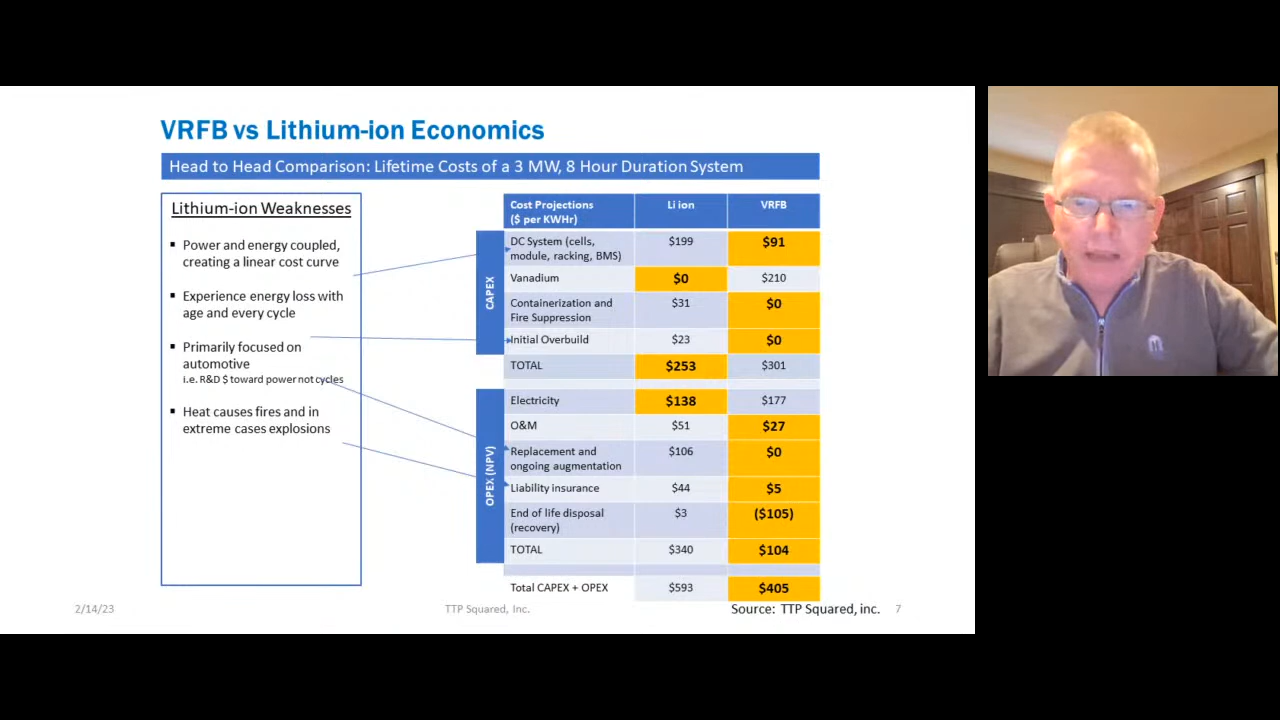 VRFB vs Lithium-ion Economics
Head to Head Comparison: Lifetime Costs of a 3 MW, 8 Hour Duration System
Lithium-ion Weaknesses
▪ Power and energy coupled,
creating a linear cost curve
▪ Experience energy loss with
age and every cycle
▪ Primarily focused on
automotive
i.e. R&D $ toward power not cycles
▪ Heat causes fires and in
extreme cases explosions
Cost Projections
($ per KWHr)
Li ion
VRFB
CAPEX
DC System (cells,
module, racking, BMS)
$199
$91
Vanadium
$0
$210
Containerization and
Fire Suppression
$31
$0
Initial Overbuild
$23
$0
TOTAL
$253
$301
OPEX (NPV)
Electricity
$138
$177
O&M
$51
$27
Replacement and
ongoing augmentation
$106
$0
Liability insurance
$44
$5
End of life disposal
(recovery)
$3
($105)
TOTAL
$340
$104
Total CAPEX + OPEX
$593
$405
2/14/23
TTP Squared, Inc.
Source: TTP Squared, inc.
7